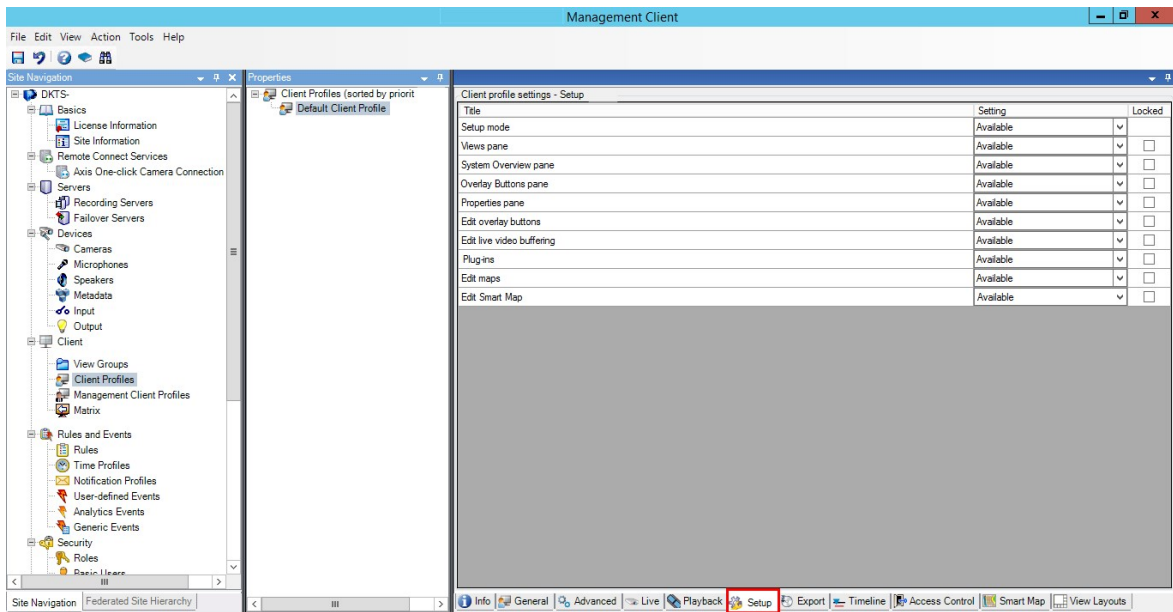 Management Client
File Edit View Action Tools Help
Site Navigation
DKTS-
Basics
License Information
Site Information
Remote Connect Services
Axis One-click Camera Connection
Servers
Recording Servers
Failover Servers
Devices
Cameras
Microphones
Speakers
Metadata
Input
Output
Client
View Groups
Client Profiles
Management Client Profiles
Matrix
Rules and Events
Rules
Time Profiles
Notification Profiles
User-defined Events
Analytics Events
Generic Events
Security
Roles
Basic Users
Site Navigation Federated Site Hierarchy
Properties
Client Profiles (sorted by priorit
Default Client Profile
Client profile settings - Setup
Title Setting Locked
Setup mode Available
Views pane Available
System Overview pane Available
Overlay Buttons pane Available
Properties pane Available
Edit overlay buttons Available
Edit live video buffering Available
Plug-ins Available
Edit maps Available
Edit Smart Map Available
Info General Advanced Live Playback Setup Export Timeline Access Control Smart Map View Layouts